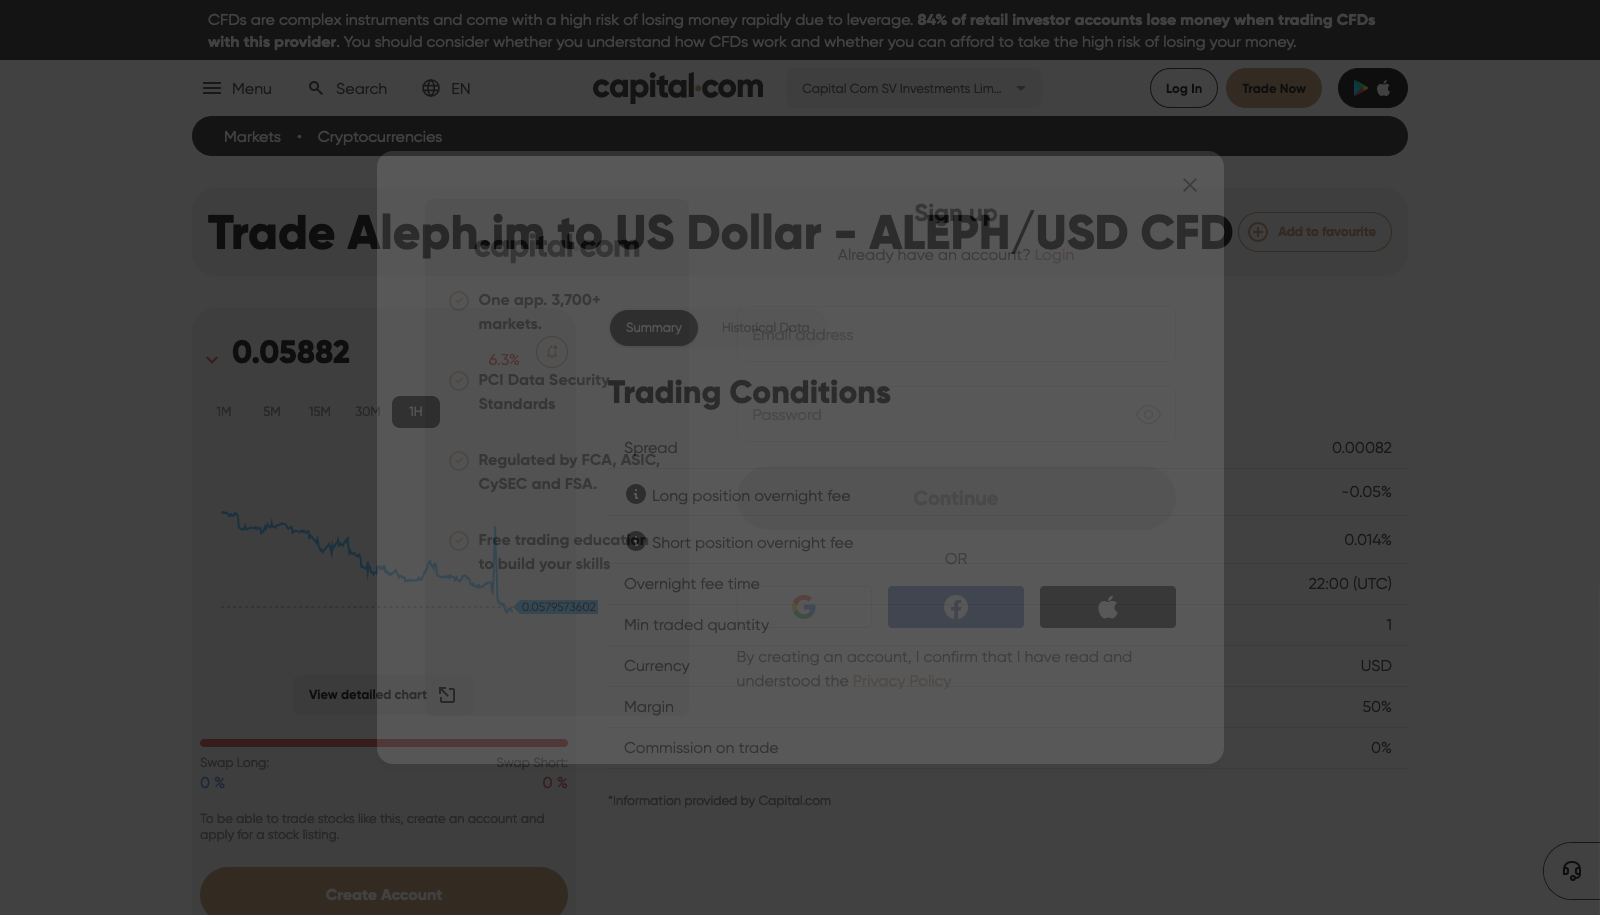 CFDs are complex instruments and come with a high risk of losing money rapidly due to leverage. 84% of retail investor accounts lose money when trading CFDs
with this provider. You should consider whether you understand how CFDs work and whether you can afford to take the high risk of losing your money.
Menu
Search
EN
capital.com
Capital Com SV Investments Lim...
Log In
Trade Now
Markets • Cryptocurrencies
Trade Aleph.im to US Dollar - ALEPH/USD CFD
Add to favourite
0.05882
6.3%
1M 5M 15M 30M 1H
0.0579573602
View detailed chart
Swap Long:
Swap Short:
0 %
0 %
To be able to trade stocks like this, create an account and
apply for a stock listing.
Create Account
Summary
Historical Data
Trading Conditions
Spread 0.00082
Long position overnight fee -0.05%
Short position overnight fee 0.014%
Overnight fee time 22:00 (UTC)
Min traded quantity 1
Currency USD
Margin 50%
Commission on trade 0%
*Information provided by Capital.com
capital.com
One app. 3,700+
markets.
PCI Data Security
Standards
Regulated by FCA, ASIC,
CySEC and FSA.
Free trading education
to build your skills
Sign up
Already have an account? Login
Email address
Password
Continue
OR
By creating an account, I confirm that I have read and
understood the Privacy Policy